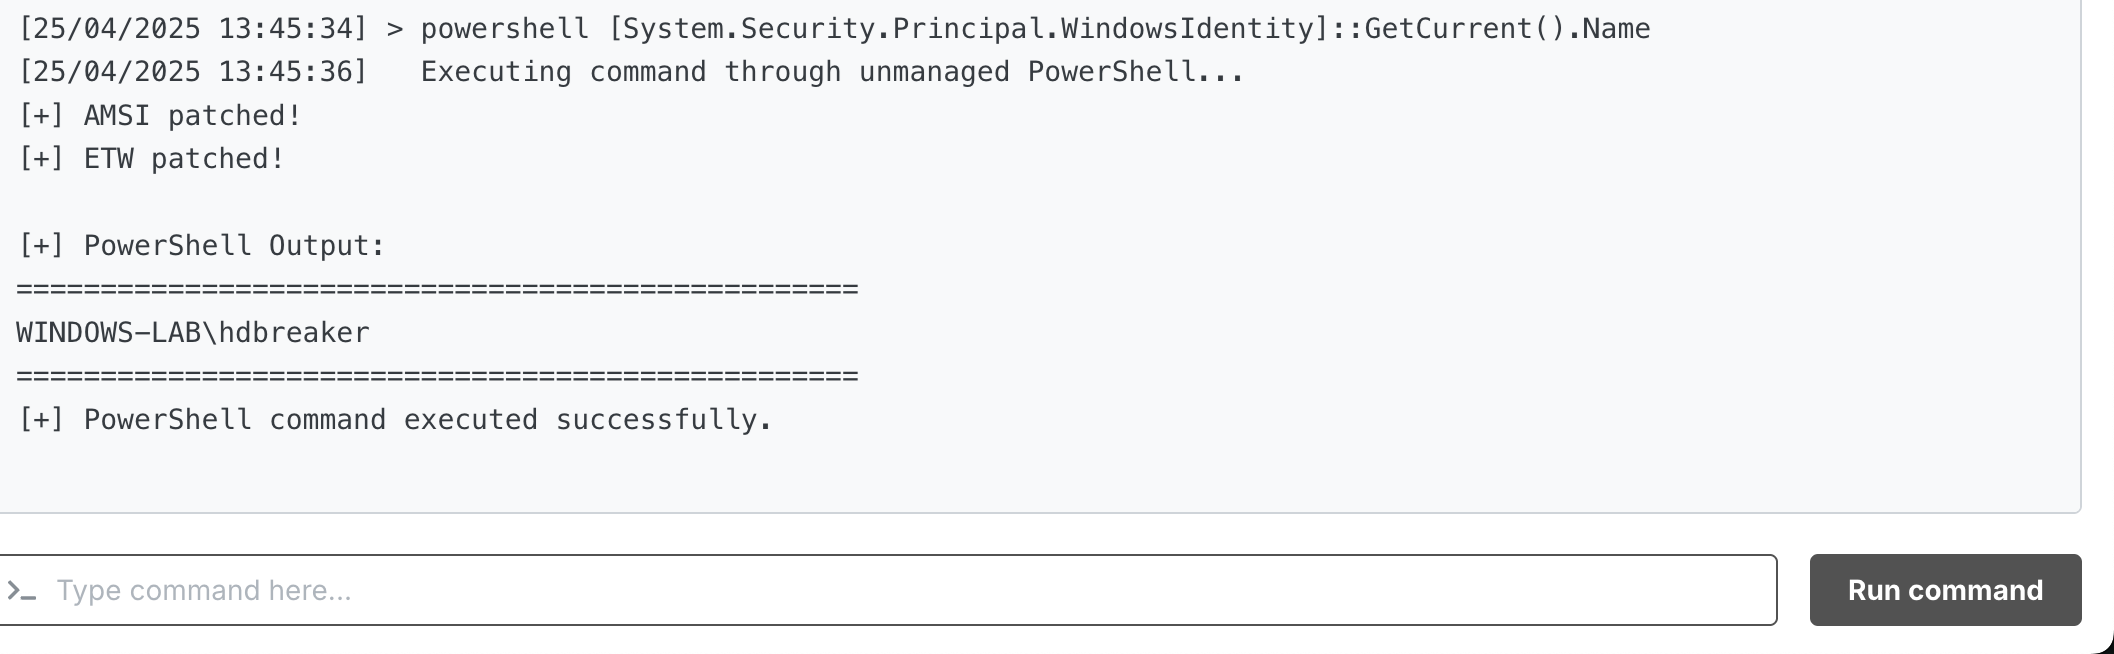 [25/04/2025 13:45:34] > powershell [System.Security.Principal.WindowsIdentity]::GetCurrent().Name
[25/04/2025 13:45:36]   Executing command through unmanaged PowerShell...
[+] AMSI patched!
[+] ETW patched!
[+] PowerShell Output:
==================================================
WINDOWS-LAB\hdbreaker
==================================================
[+] PowerShell command executed successfully.
>_ Type command here...
Run command